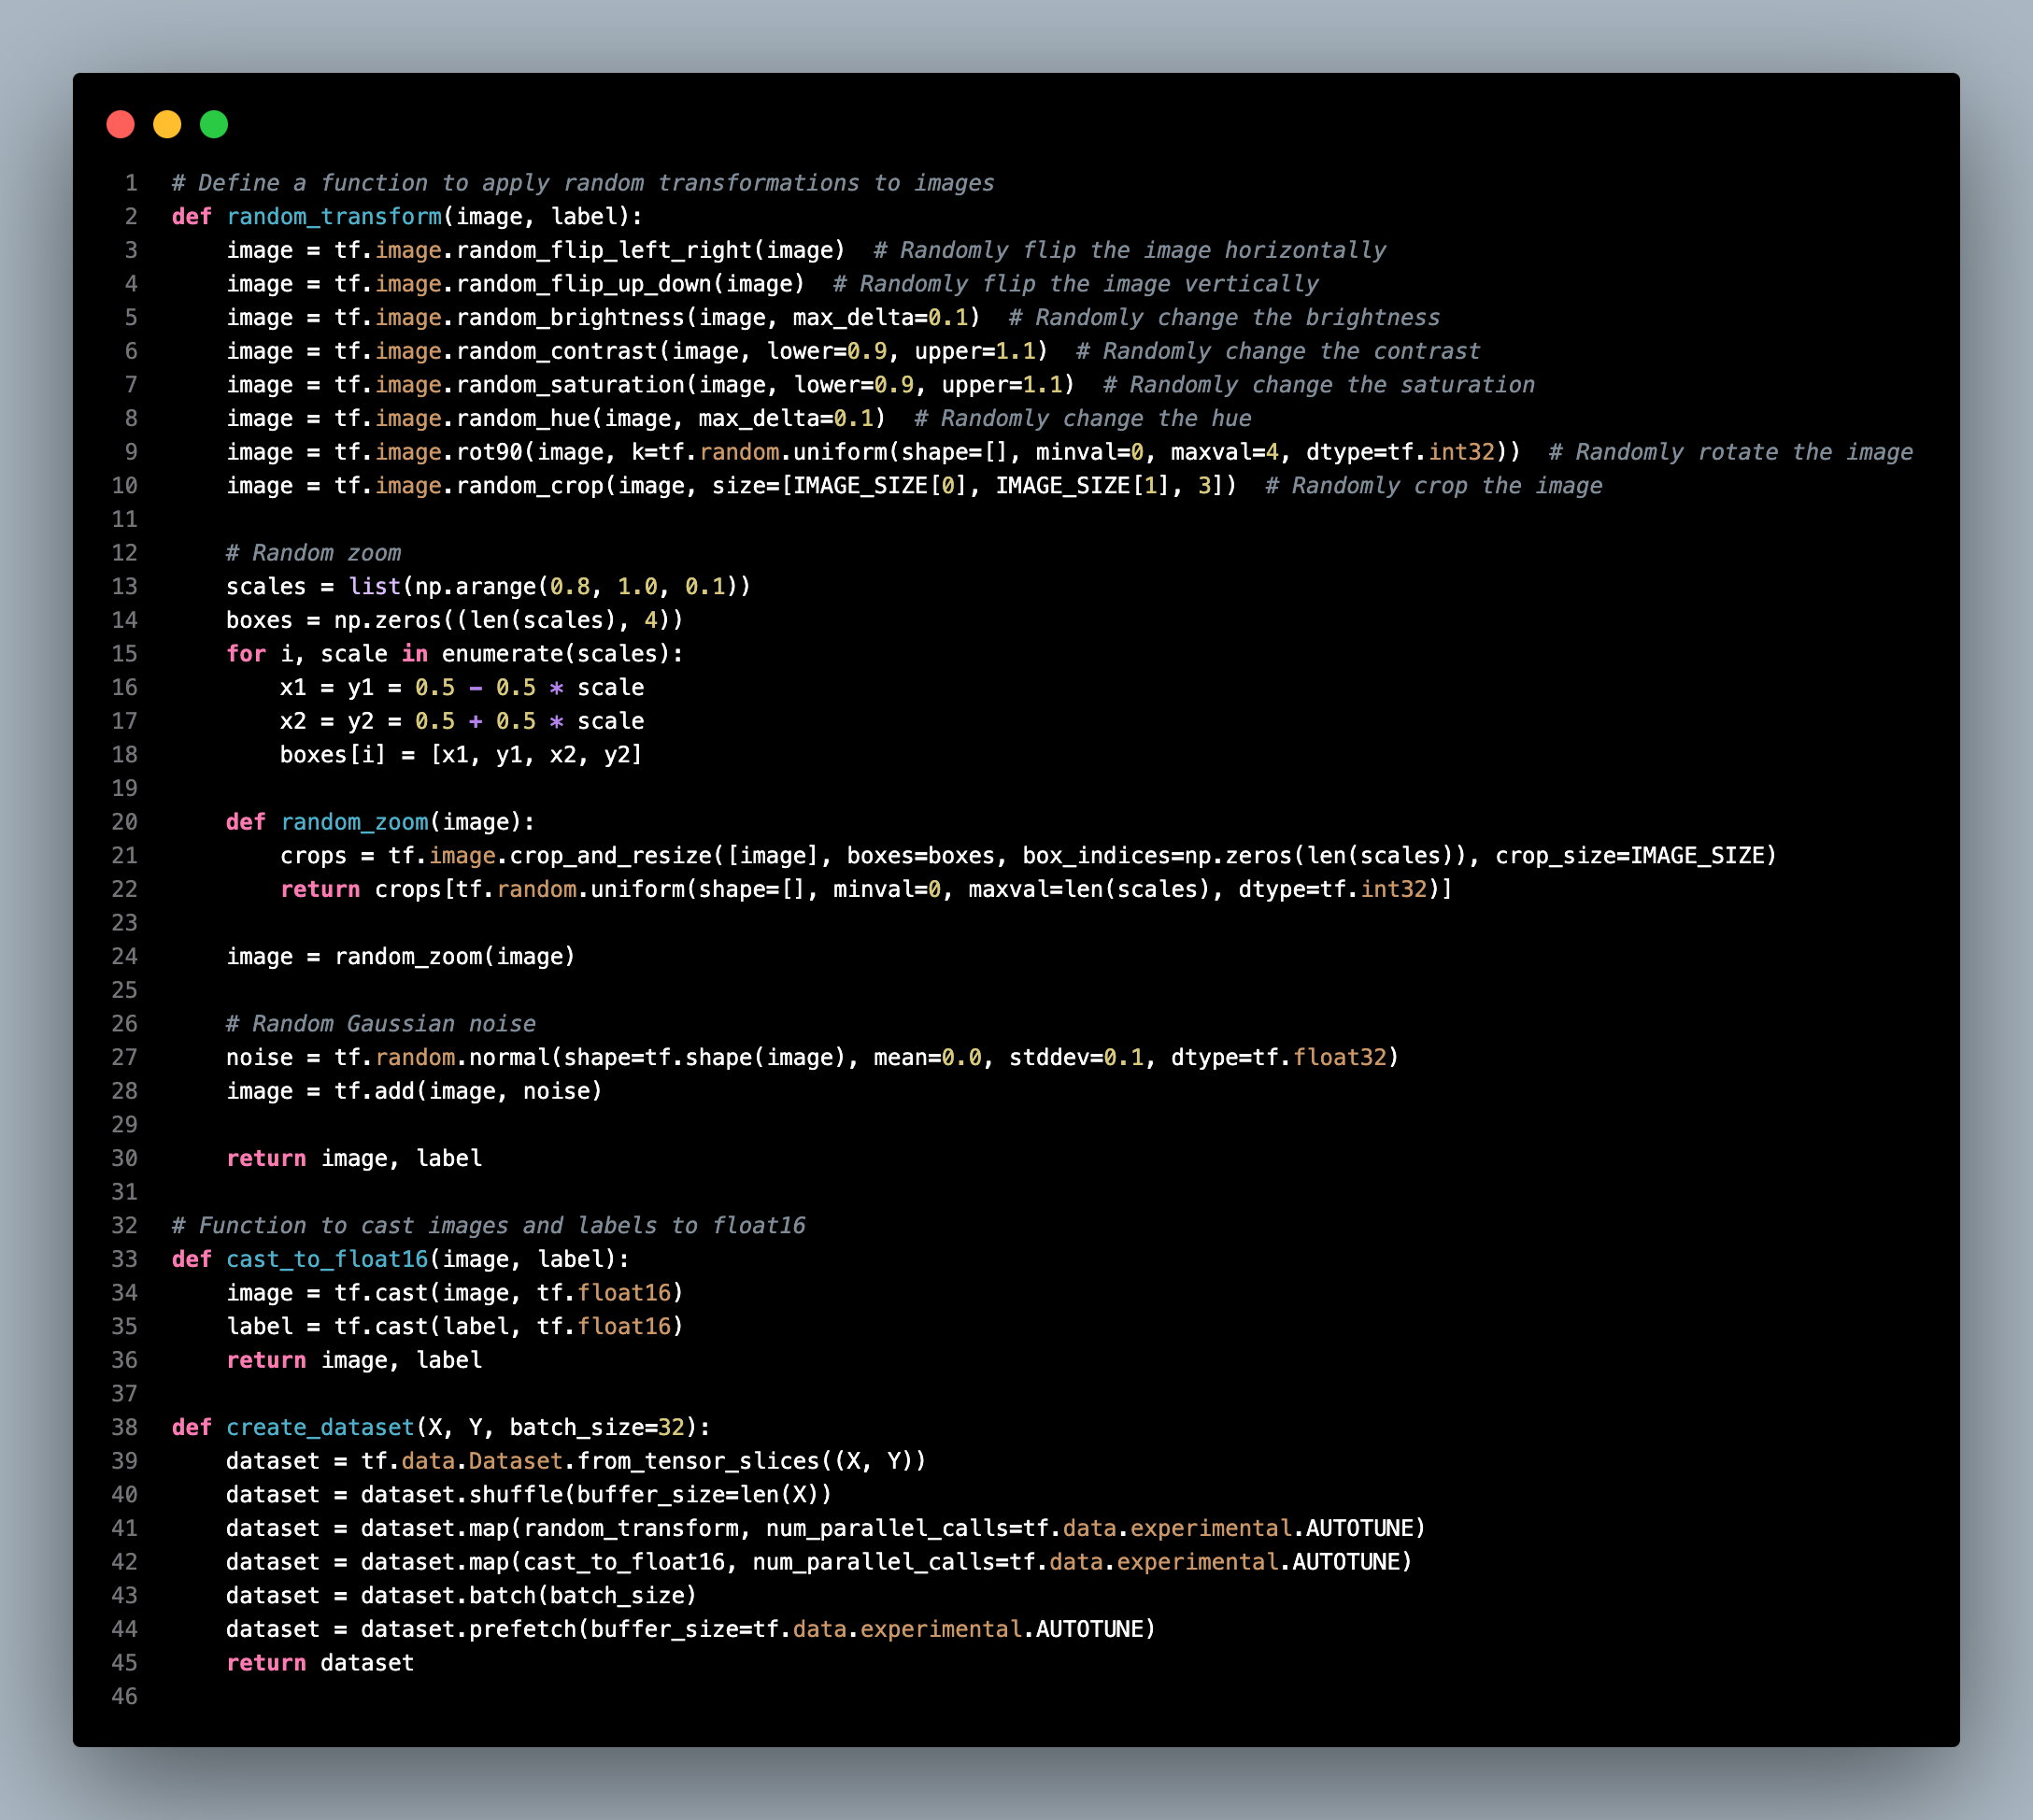 1 # Define a function to apply random transformations to images
2 def random_transform(image, label):
3     image = tf.image.random_flip_left_right(image)  # Randomly flip the image horizontally
4     image = tf.image.random_flip_up_down(image)  # Randomly flip the image vertically
5     image = tf.image.random_brightness(image, max_delta=0.1)  # Randomly change the brightness
6     image = tf.image.random_contrast(image, lower=0.9, upper=1.1)  # Randomly change the contrast
7     image = tf.image.random_saturation(image, lower=0.9, upper=1.1)  # Randomly change the saturation
8     image = tf.image.random_hue(image, max_delta=0.1)  # Randomly change the hue
9     image = tf.image.rot90(image, k=tf.random.uniform(shape=[], minval=0, maxval=4, dtype=tf.int32))  # Randomly rotate the image
10     image = tf.image.random_crop(image, size=[IMAGE_SIZE[0], IMAGE_SIZE[1], 3])  # Randomly crop the image
11
12     # Random zoom
13     scales = list(np.arange(0.8, 1.0, 0.1))
14     boxes = np.zeros((len(scales), 4))
15     for i, scale in enumerate(scales):
16         x1 = y1 = 0.5 - 0.5 * scale
17         x2 = y2 = 0.5 + 0.5 * scale
18         boxes[i] = [x1, y1, x2, y2]
19
20     def random_zoom(image):
21         crops = tf.image.crop_and_resize([image], boxes=boxes, box_indices=np.zeros(len(scales)), crop_size=IMAGE_SIZE)
22         return crops[tf.random.uniform(shape=[], minval=0, maxval=len(scales), dtype=tf.int32)]
23
24     image = random_zoom(image)
25
26     # Random Gaussian noise
27     noise = tf.random.normal(shape=tf.shape(image), mean=0.0, stddev=0.1, dtype=tf.float32)
28     image = tf.add(image, noise)
29
30     return image, label
31
32 # Function to cast images and labels to float16
33 def cast_to_float16(image, label):
34     image = tf.cast(image, tf.float16)
35     label = tf.cast(label, tf.float16)
36     return image, label
37
38 def create_dataset(X, Y, batch_size=32):
39     dataset = tf.data.Dataset.from_tensor_slices((X, Y))
40     dataset = dataset.shuffle(buffer_size=len(X))
41     dataset = dataset.map(random_transform, num_parallel_calls=tf.data.experimental.AUTOTUNE)
42     dataset = dataset.map(cast_to_float16, num_parallel_calls=tf.data.experimental.AUTOTUNE)
43     dataset = dataset.batch(batch_size)
44     dataset = dataset.prefetch(buffer_size=tf.data.experimental.AUTOTUNE)
45     return dataset
46